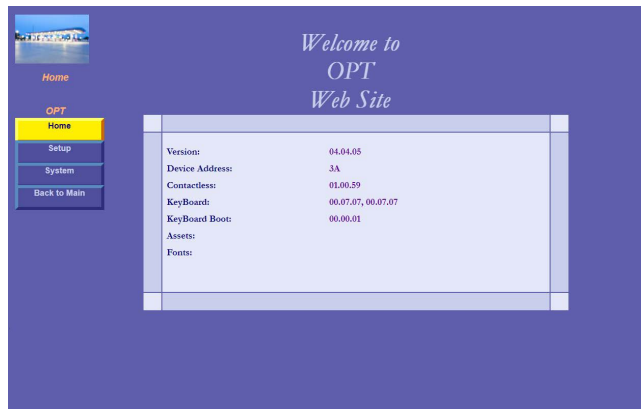 Welcome to
OPT
Web Site
Home
OPT
Home
Setup
System
Back to Main
Version: 04.04.05
Device Address: 3A
Contactless: 01.00.59
KeyBoard: 00.07.07, 00.07.07
KeyBoard Boot: 00.00.01
Assets:
Fonts: